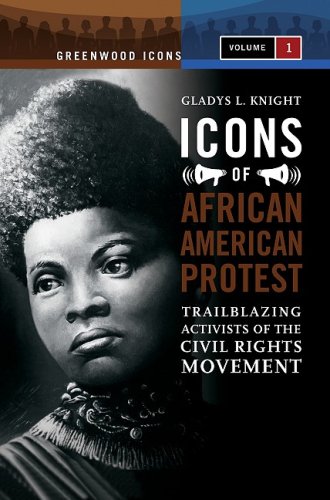 GREENWOOD ICONS
VOLUME 1
GLADYS L. KNIGHT
ICONS
OF
AFRICAN
AMERICAN
PROTEST
TRAILBLAZING
ACTIVISTS OF THE
CIVIL RIGHTS
MOVEMENT